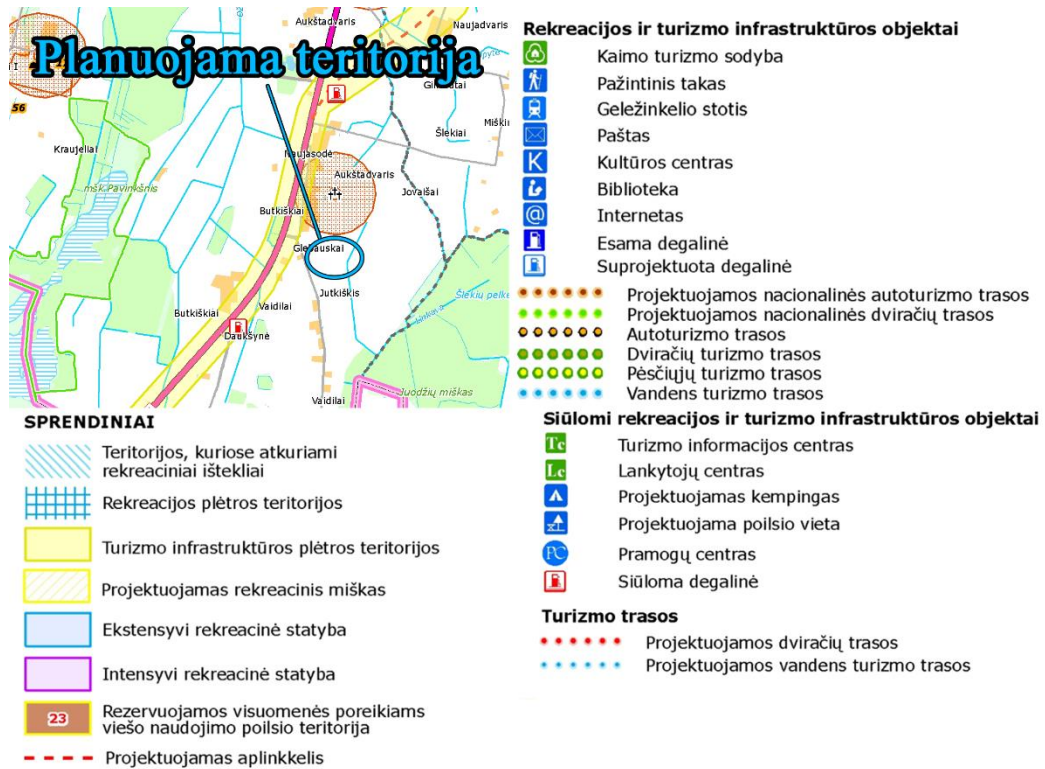 Aukštadvaris
Naujadvaris
Planuojama teritorija
56
Kraujeliai
Šlekiai
mšk.Pavinkšnis
Naujasodė
Aukštadvaris
Jovaišai
Butkiškiai
Glebauskai
Jutkiškis
Vaidilai
Butkiškiai
Daukšynė
Vaidilai
Juodžių miškas
Rekreacijos ir turizmo infrastruktūros objektai
Kaimo turizmo sodyba
Pažintinis takas
Geležinkelio stotis
Paštas
K Kultūros centras
Biblioteka
@ Internetas
Esama degalinė
Suprojektuota degalinė
Projektuojamos nacionalinės autoturizmo trasos
Projektuojamos nacionalinės dviračių trasos
Autoturizmo trasos
Dviračių turizmo trasos
Pėsčiųjų turizmo trasos
Vandens turizmo trasos
SPRENDINIAI
Teritorijos, kuriose atkuriami
rekreaciniai ištekliai
Rekreacijos plėtros teritorijos
Turizmo infrastruktūros plėtros teritorijos
Projektuojamas rekreacinis miškas
Ekstensyvi rekreacinė statyba
Intensyvi rekreacinė statyba
23 Rezervuojamos visuomenės poreikiams
viešo naudojimo poilsio teritorija
Projektuojamas aplinkkelis
Siūlomi rekreacijos ir turizmo infrastruktūros objektai
Tc Turizmo informacijos centras
Lc Lankytojų centras
Projektuojamas kempingas
Projektuojama poilsio vieta
PC Pramogų centras
Siūloma degalinė
Turizmo trasos
Projektuojamos dviračių trasos
Projektuojamos vandens turizmo trasos